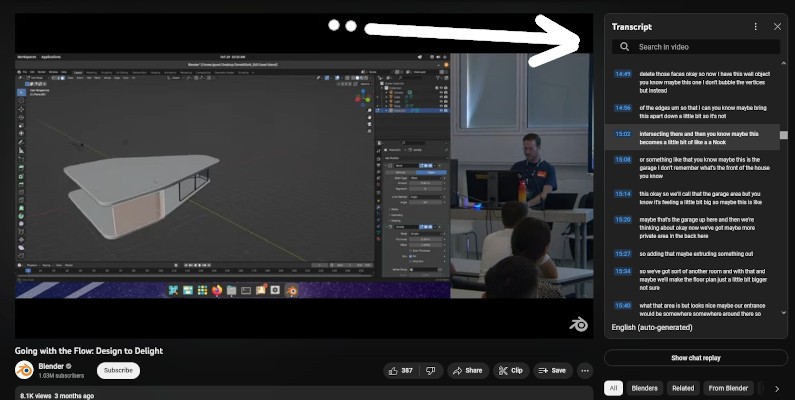 Transcript
Search in video
14:49
delete those faces okay so now I have this wall object
you know maybe this one I don't bubble the vertices
but instead
14:56
of the edges um so that I can you know maybe bring
this apart down a little bit so it's not
15:02
intersecting there and then you know maybe this
becomes a little bit of like a a Nook
15:08
or something like that you know maybe this is the
garage I don't remember what's the front of the house
you know
15:14
this okay so we'll call that the garage area but you
know it's feeling a little bit big so maybe this is like
15:20
maybe that's the garage up here and then we're
thinking about okay now we've got maybe more
private area in the back here
15:27
so adding that maybe extruding something out
15:34
so we've got sort of another room and with that and
maybe we'll make the floor plan just a little bit bigger
not sure
15:40
what that area is but looks nice maybe our entrance
would be somewhere somewhere around there so
English (auto-generated)
Show chat replay
All
Blenders
Related
From Blender
Going with the Flow: Design to Delight
Blender
1.03M subscribers
Subscribe
387
Share
Clip
Save
8.1K views 3 months ago